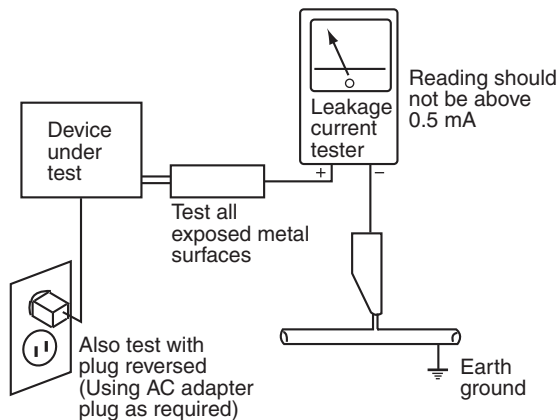 Device
under
test
Leakage
current
tester
+ −
Reading should
not be above
0.5 mA
Test all
exposed metal
surfaces
Also test with
plug reversed
(Using AC adapter
plug as required)
Earth
ground